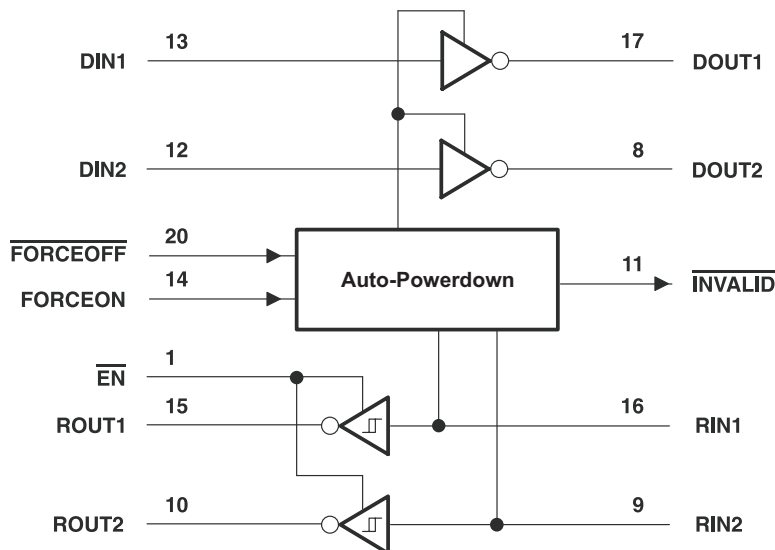 DIN1 13 17 DOUT1
DIN2 12 8 DOUT2
FORCEOFF 20
Auto-Powerdown
11 INVALID
FORCEON 14
EN 1
ROUT1 15 16 RIN1
ROUT2 10 9 RIN2